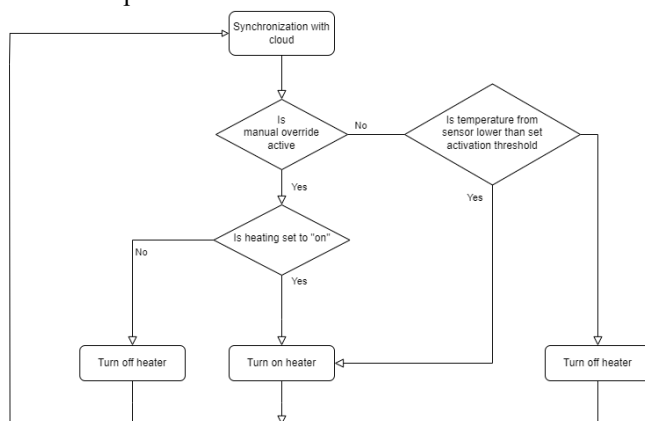 Synchronization with
cloud
Is
manual override
active
No
Is temperature from
sensor lower than set
activation threshold
Yes
Yes
Is heating set to "on"
No
Yes
Turn off heater
Turn on heater
Turn off heater